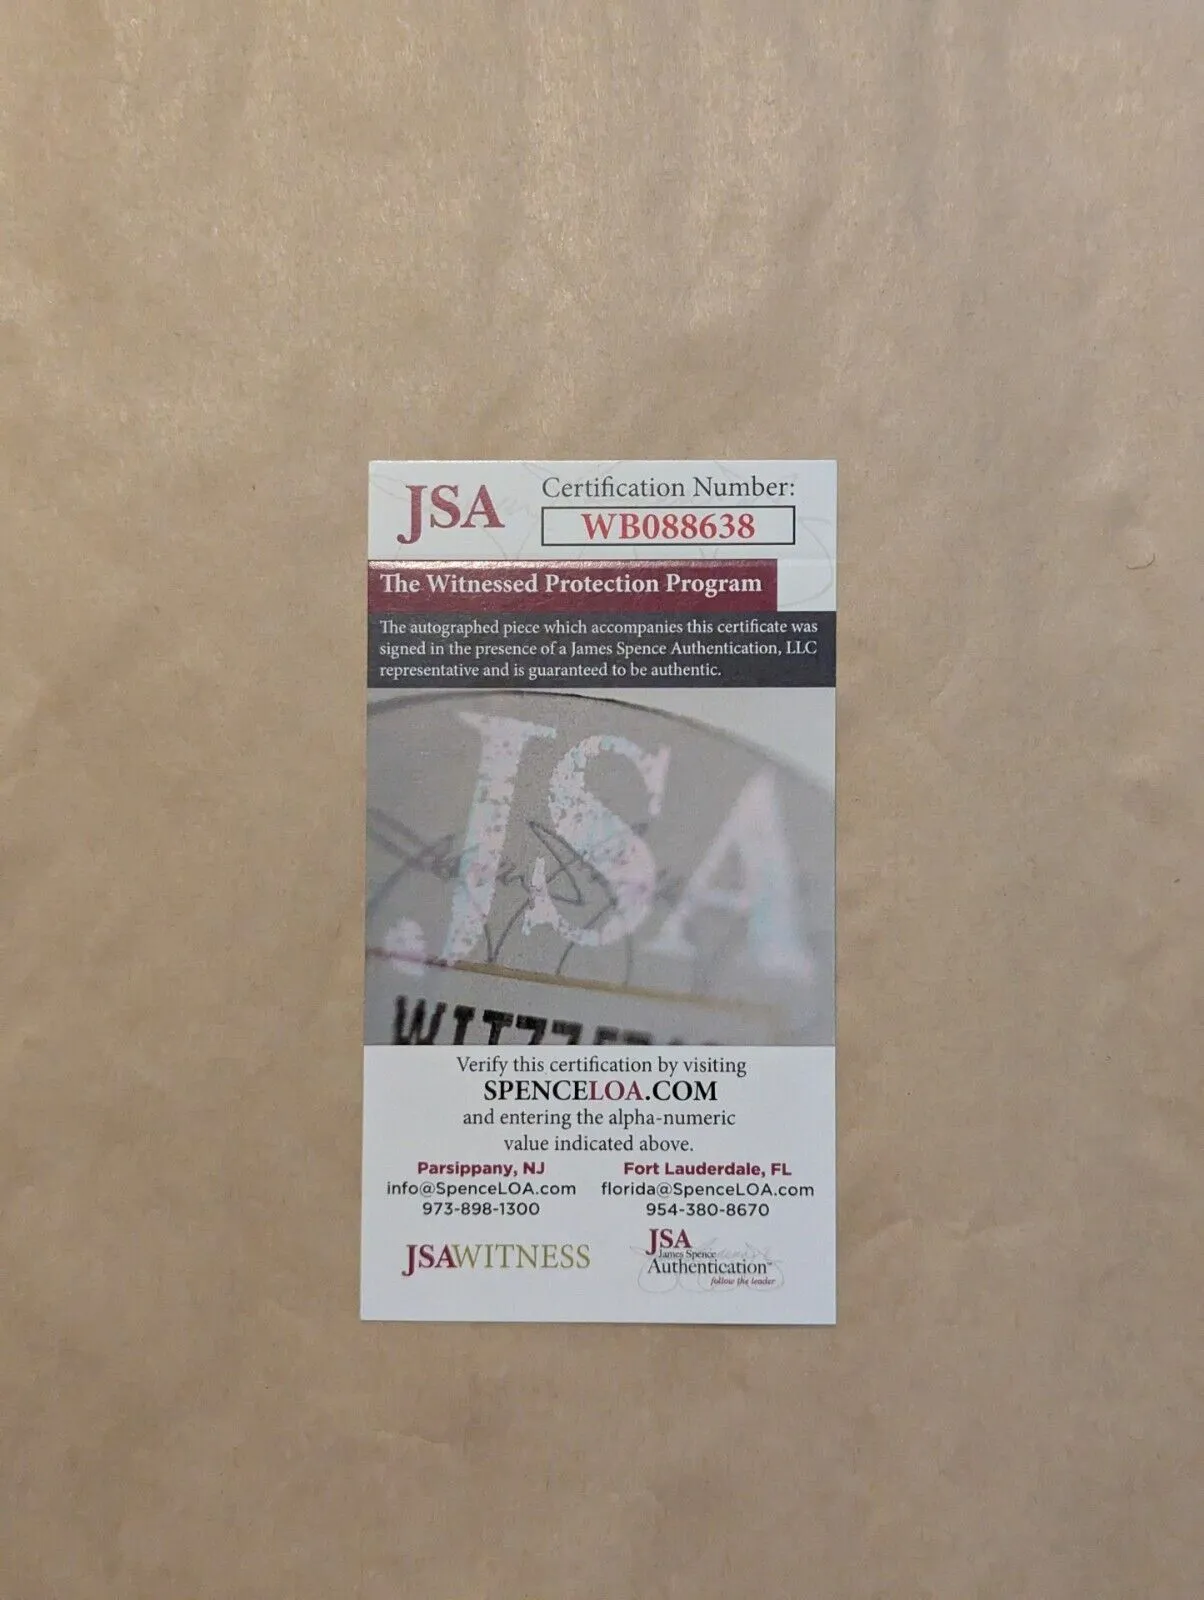 JSA
Certification Number:
WB088638
The Witnessed Protection Program
The autographed piece which accompanies this certificate was
signed in the presence of a James Spence Authentication, LLC
representative and is guaranteed to be authentic.
JSA
Verify this certification by visiting
SPENCELOA.COM
and entering the alpha-numeric
value indicated above.
Parsippany, NJ
info@SpenceLOA.com
973-898-1300
Fort Lauderdale, FL
florida@SpenceLOA.com
954-380-8670
JSAWITNESS
JSA
James Spence
Authentication™
follow the leader